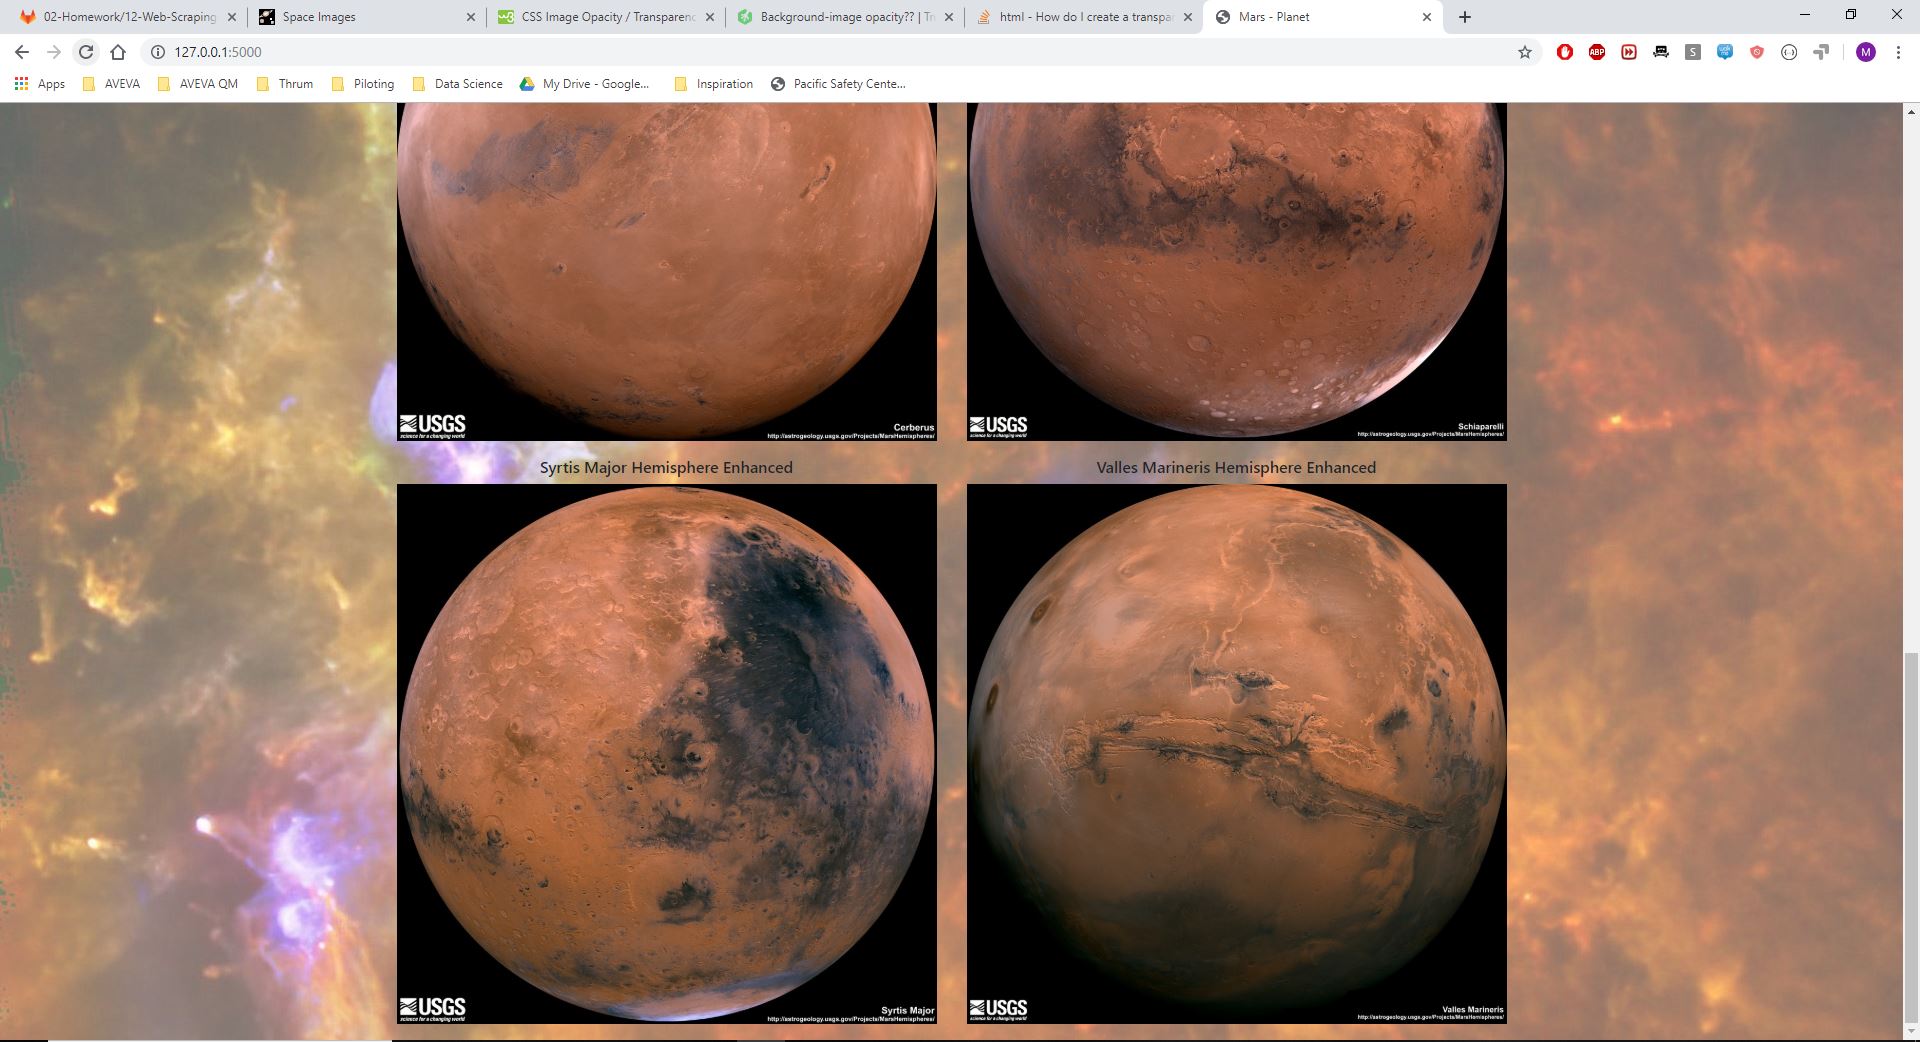 02-Homework/12-Web-Scraping
Space Images
CSS Image Opacity / Transparenc
Background-image opacity?? | Tr
html - How do I create a transpa
Mars - Planet
127.0.0.1:5000
ABP
S
M
Apps
AVEVA
AVEVA QM
Thrum
Piloting
Data Science
My Drive - Google...
Inspiration
Pacific Safety Cente...
USGS
science for a changing world
Cerberus
http://astrogeology.usgs.gov/Projects/MarsHemispheres/
USGS
science for a changing world
Schiaparelli
http://astrogeology.usgs.gov/Projects/MarsHemispheres/
Syrtis Major Hemisphere Enhanced
Valles Marineris Hemisphere Enhanced
USGS
science for a changing world
Syrtis Major
http://astrogeology.usgs.gov/Projects/MarsHemispheres/
USGS
science for a changing world
Valles Marineris
http://astrogeology.usgs.gov/Projects/MarsHemispheres/